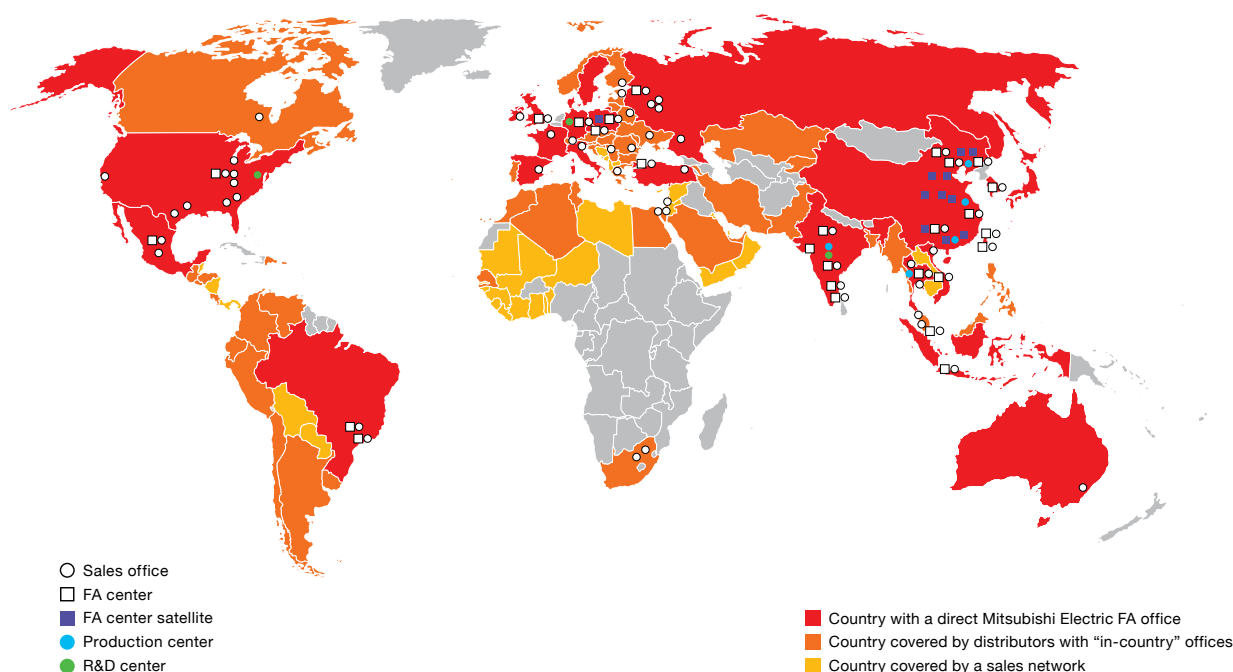 Sales office
FA center
FA center satellite
Production center
R&D center
Country with a direct Mitsubishi Electric FA office
Country covered by distributors with “in-country” offices
Country covered by a sales network